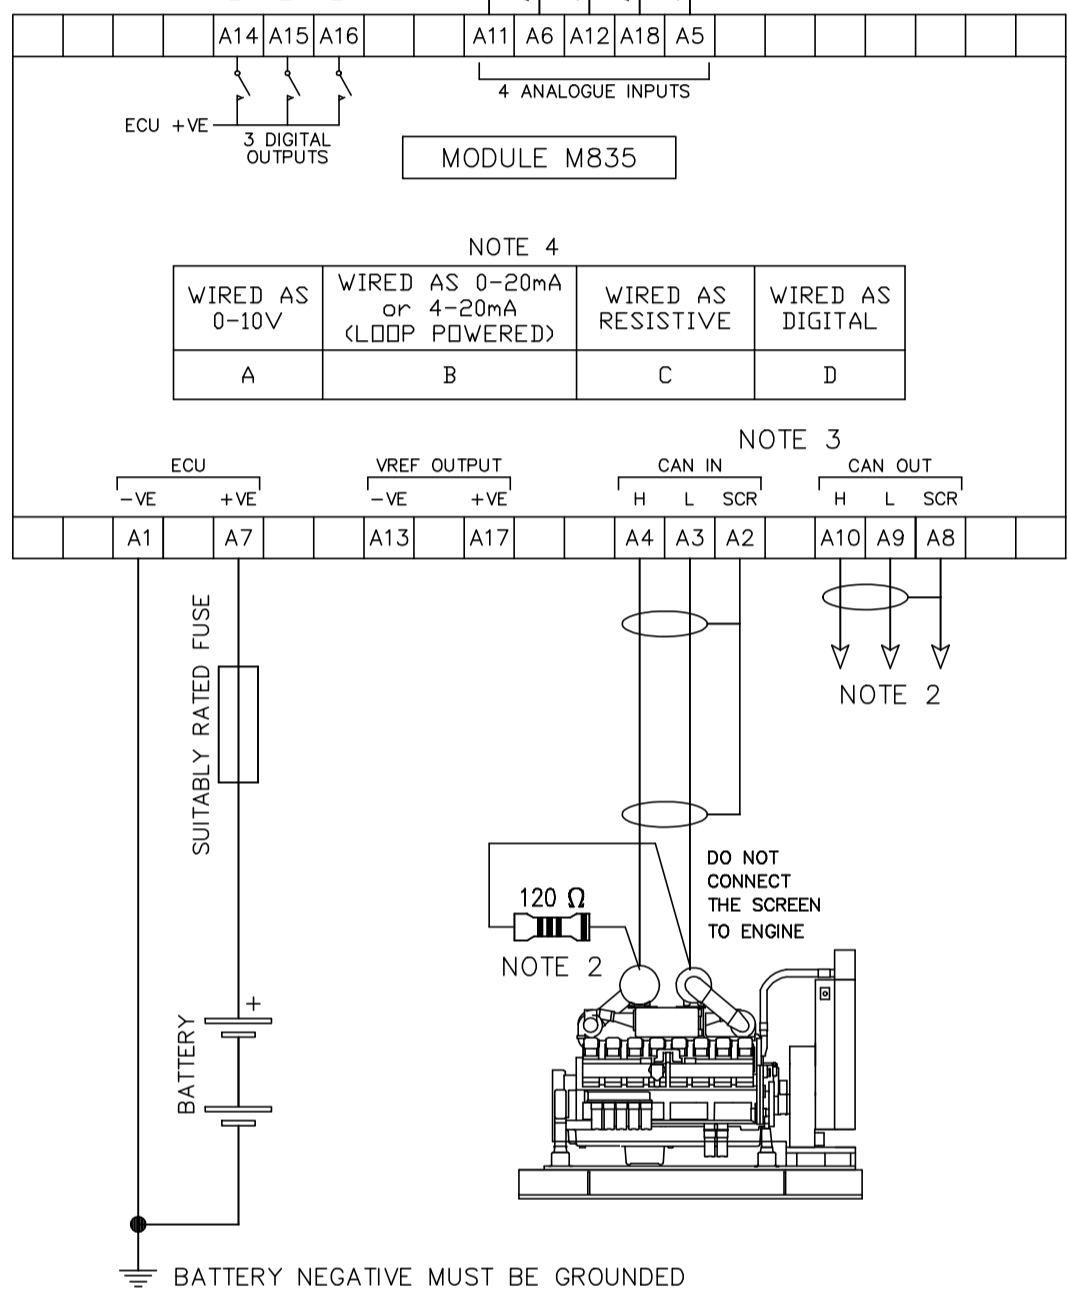 A14 A15 A16 A11 A6 A12 A18 A5
4 ANALOGUE INPUTS
ECU +VE
3 DIGITAL
OUTPUTS
MODULE M835
NOTE 4
WIRED AS
0-10V
WIRED AS 0-20mA
or 4-20mA
(LOOP POWERED)
WIRED AS
RESISTIVE
WIRED AS
DIGITAL
A B C D
NOTE 3
ECU VREF OUTPUT CAN IN CAN OUT
-VE +VE -VE +VE H L SCR H L SCR
A1 A7 A13 A17 A4 A3 A2 A10 A9 A8
SUITABLY RATED FUSE
NOTE 2
DO NOT
CONNECT
THE SCREEN
TO ENGINE
120 Ω
NOTE 2
+
BATTERY
BATTERY NEGATIVE MUST BE GROUNDED